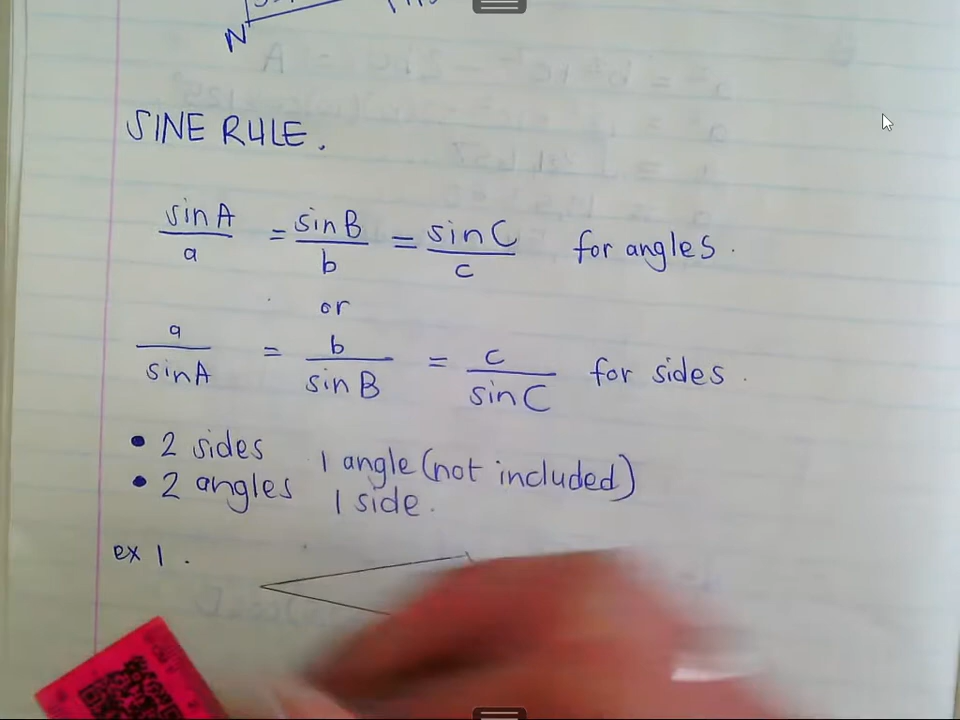 N
SINE RULE.
sinA/a = sinB/b = sinC/c for angles.
or
a/sinA = b/sinB = c/sinC for sides.
• 2 sides 1 angle (not included)
• 2 angles 1 side.
ex 1.